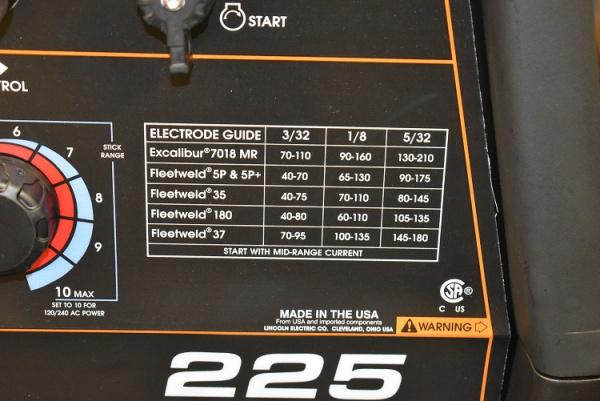 START
TROL
6
7
8
9
10 MAX
STICK
RANGE
SET TO 10 FOR
120/240 AC POWER
ELECTRODE GUIDE 3/32 1/8 5/32
Excalibur®7018 MR 70-110 90-160 130-210
Fleetweld®5P & 5P+ 40-70 65-130 90-175
Fleetweld®35 40-75 70-110 80-145
Fleetweld®180 40-80 60-110 105-135
Fleetweld®37 70-95 100-135 145-180
START WITH MID-RANGE CURRENT
SA®
C US
MADE IN THE USA
From USA and imported components
LINCOLN ELECTRIC CO. CLEVELAND, OHIO USA
WARNING
225